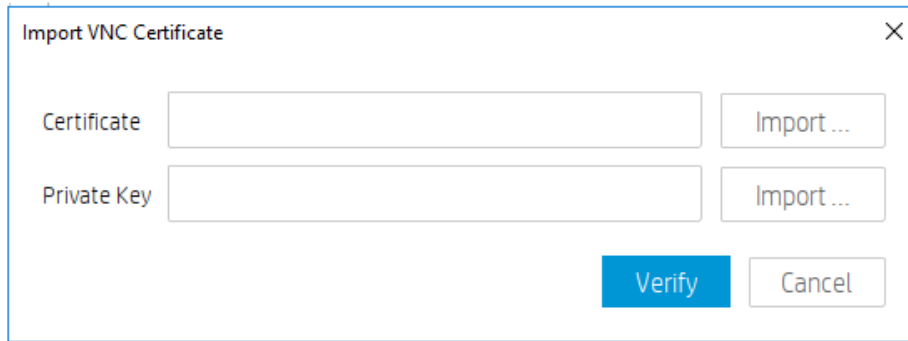 Import VNC Certificate
Certificate Import ...
Private Key Import ...
Verify Cancel